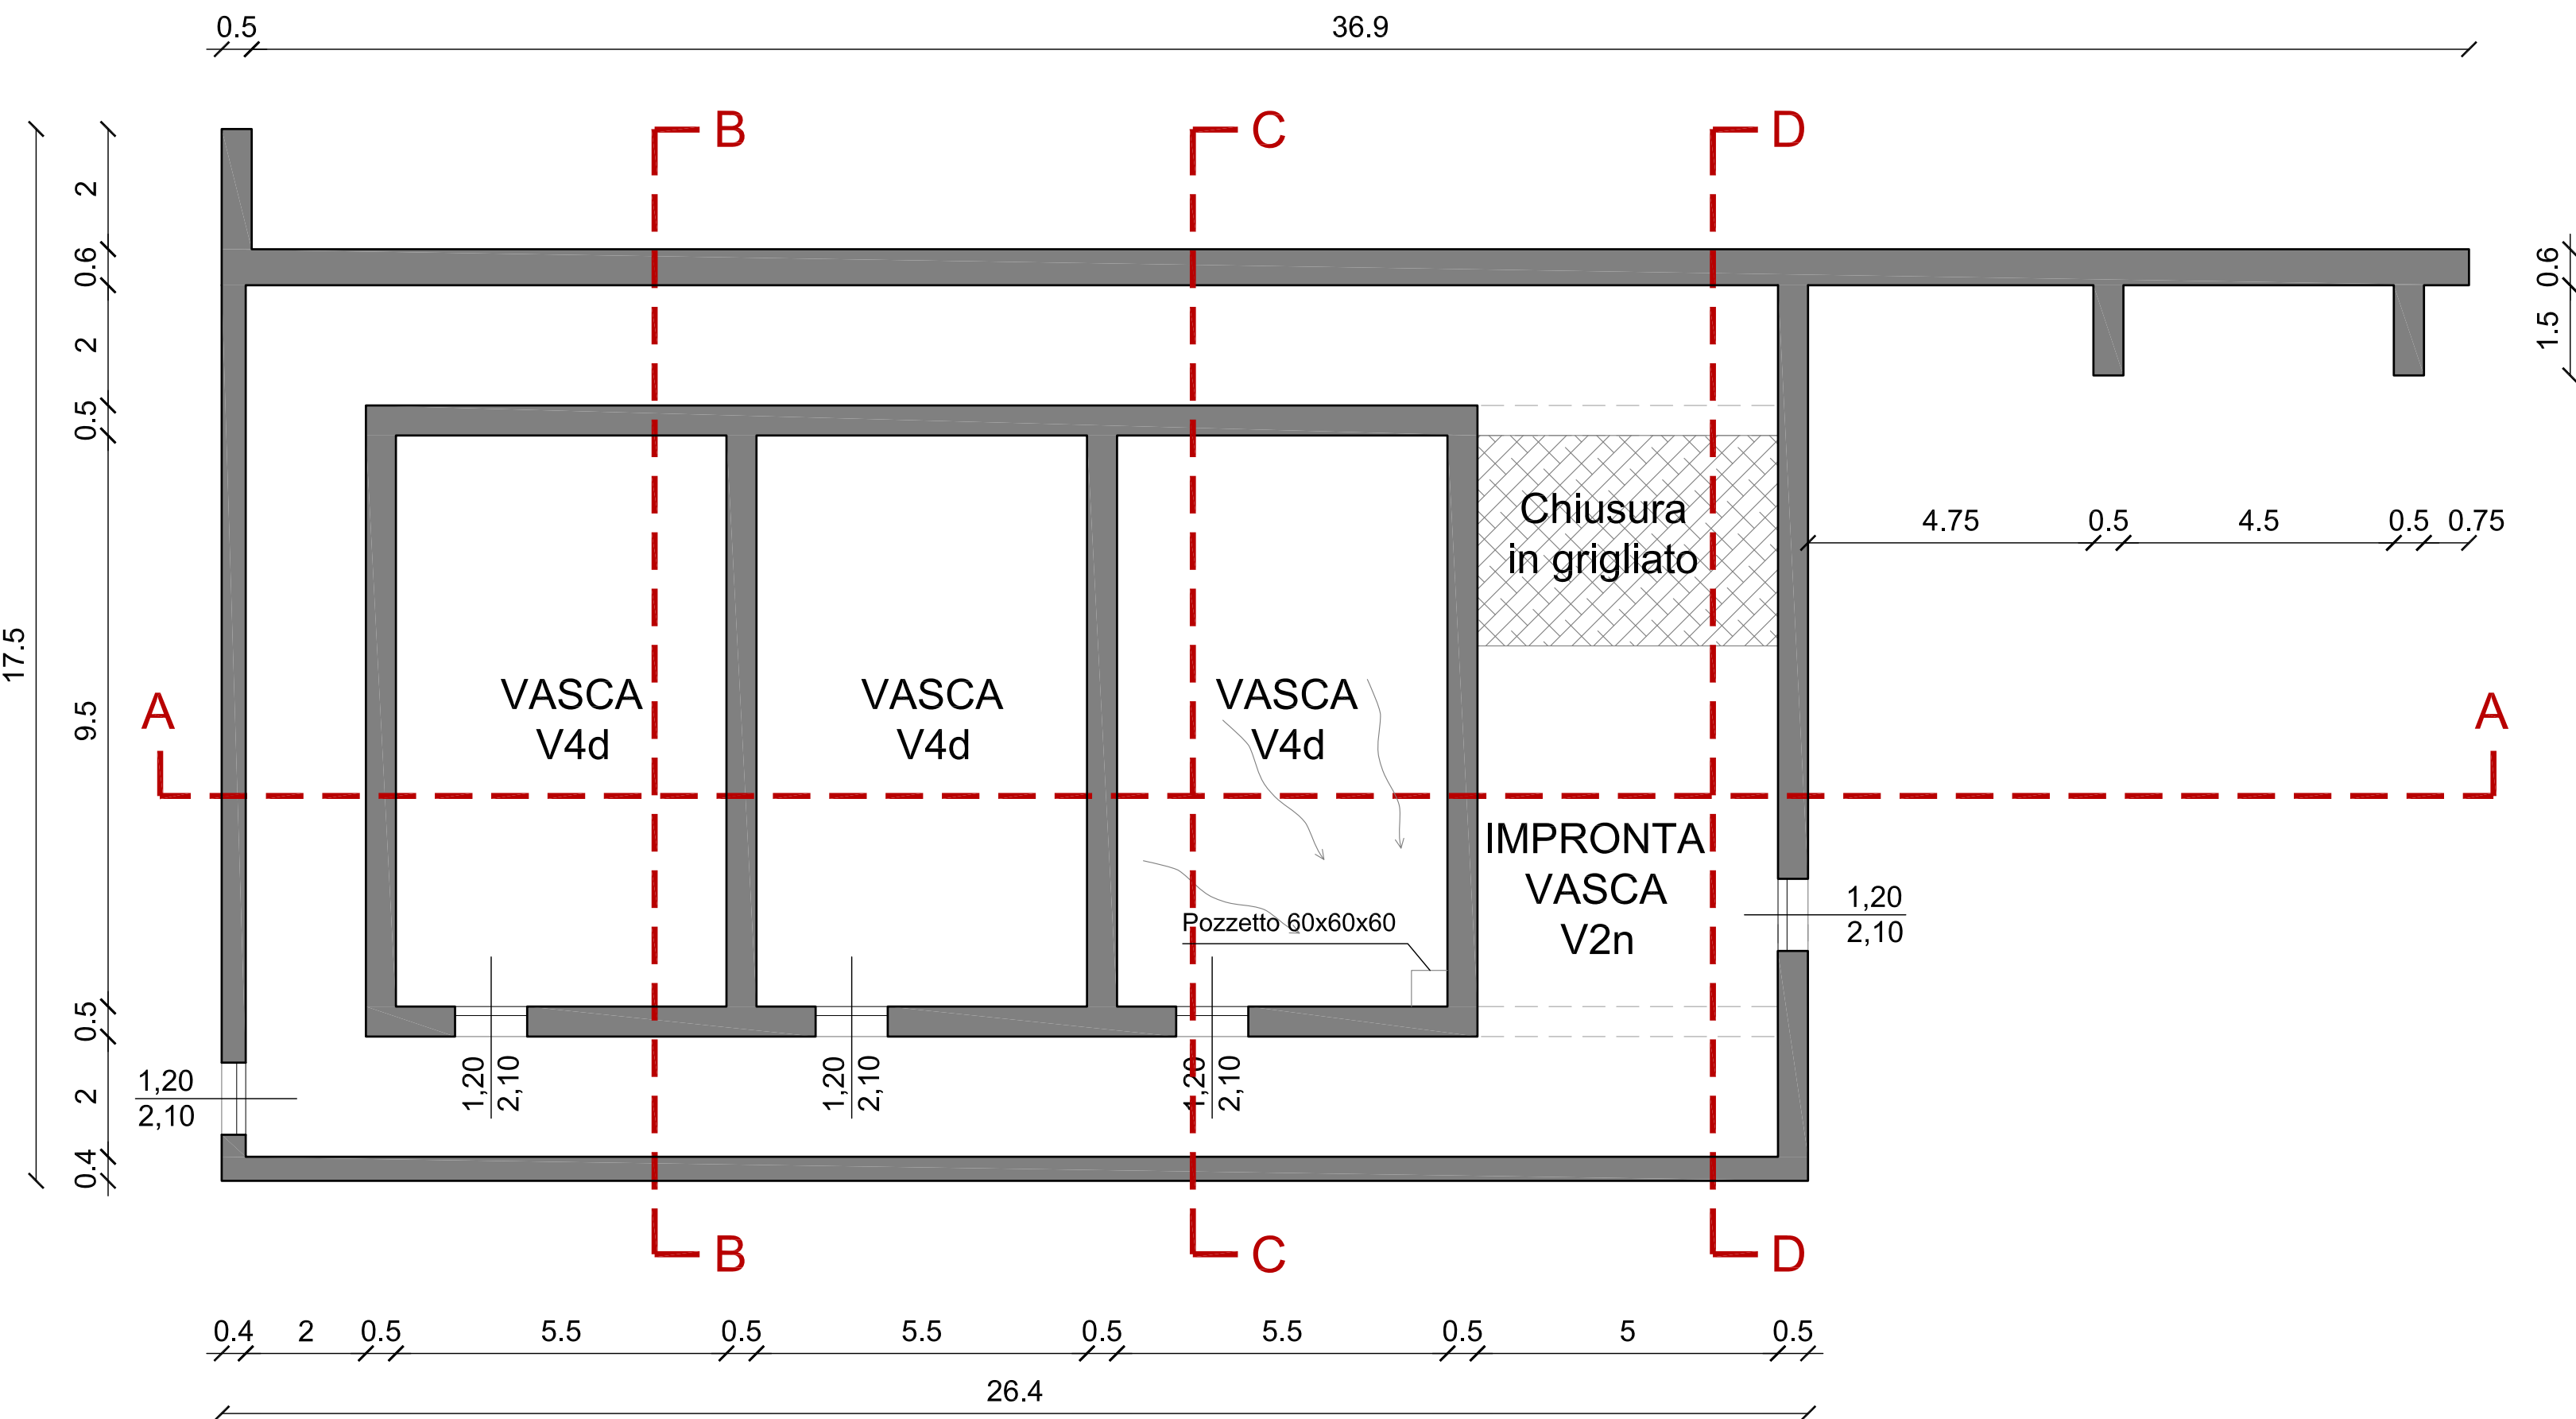 0.5
36.9
B
C
D
2
0.6
2
0.5
9.5
0.5
2
0.4
17.5
0.6
1.5
Chiusura
in grigliato
4.75
0.5
4.5
0.5
0.75
A
A
VASCA
V4d
VASCA
V4d
VASCA
V4d
IMPRONTA
VASCA
V2n
Pozzetto 60x60x60
1,20
2,10
1,20
2,10
1,20
2,10
1,20
2,10
1,20
2,10
B
C
D
0.4
2
0.5
5.5
0.5
5.5
0.5
5.5
0.5
5
0.5
26.4